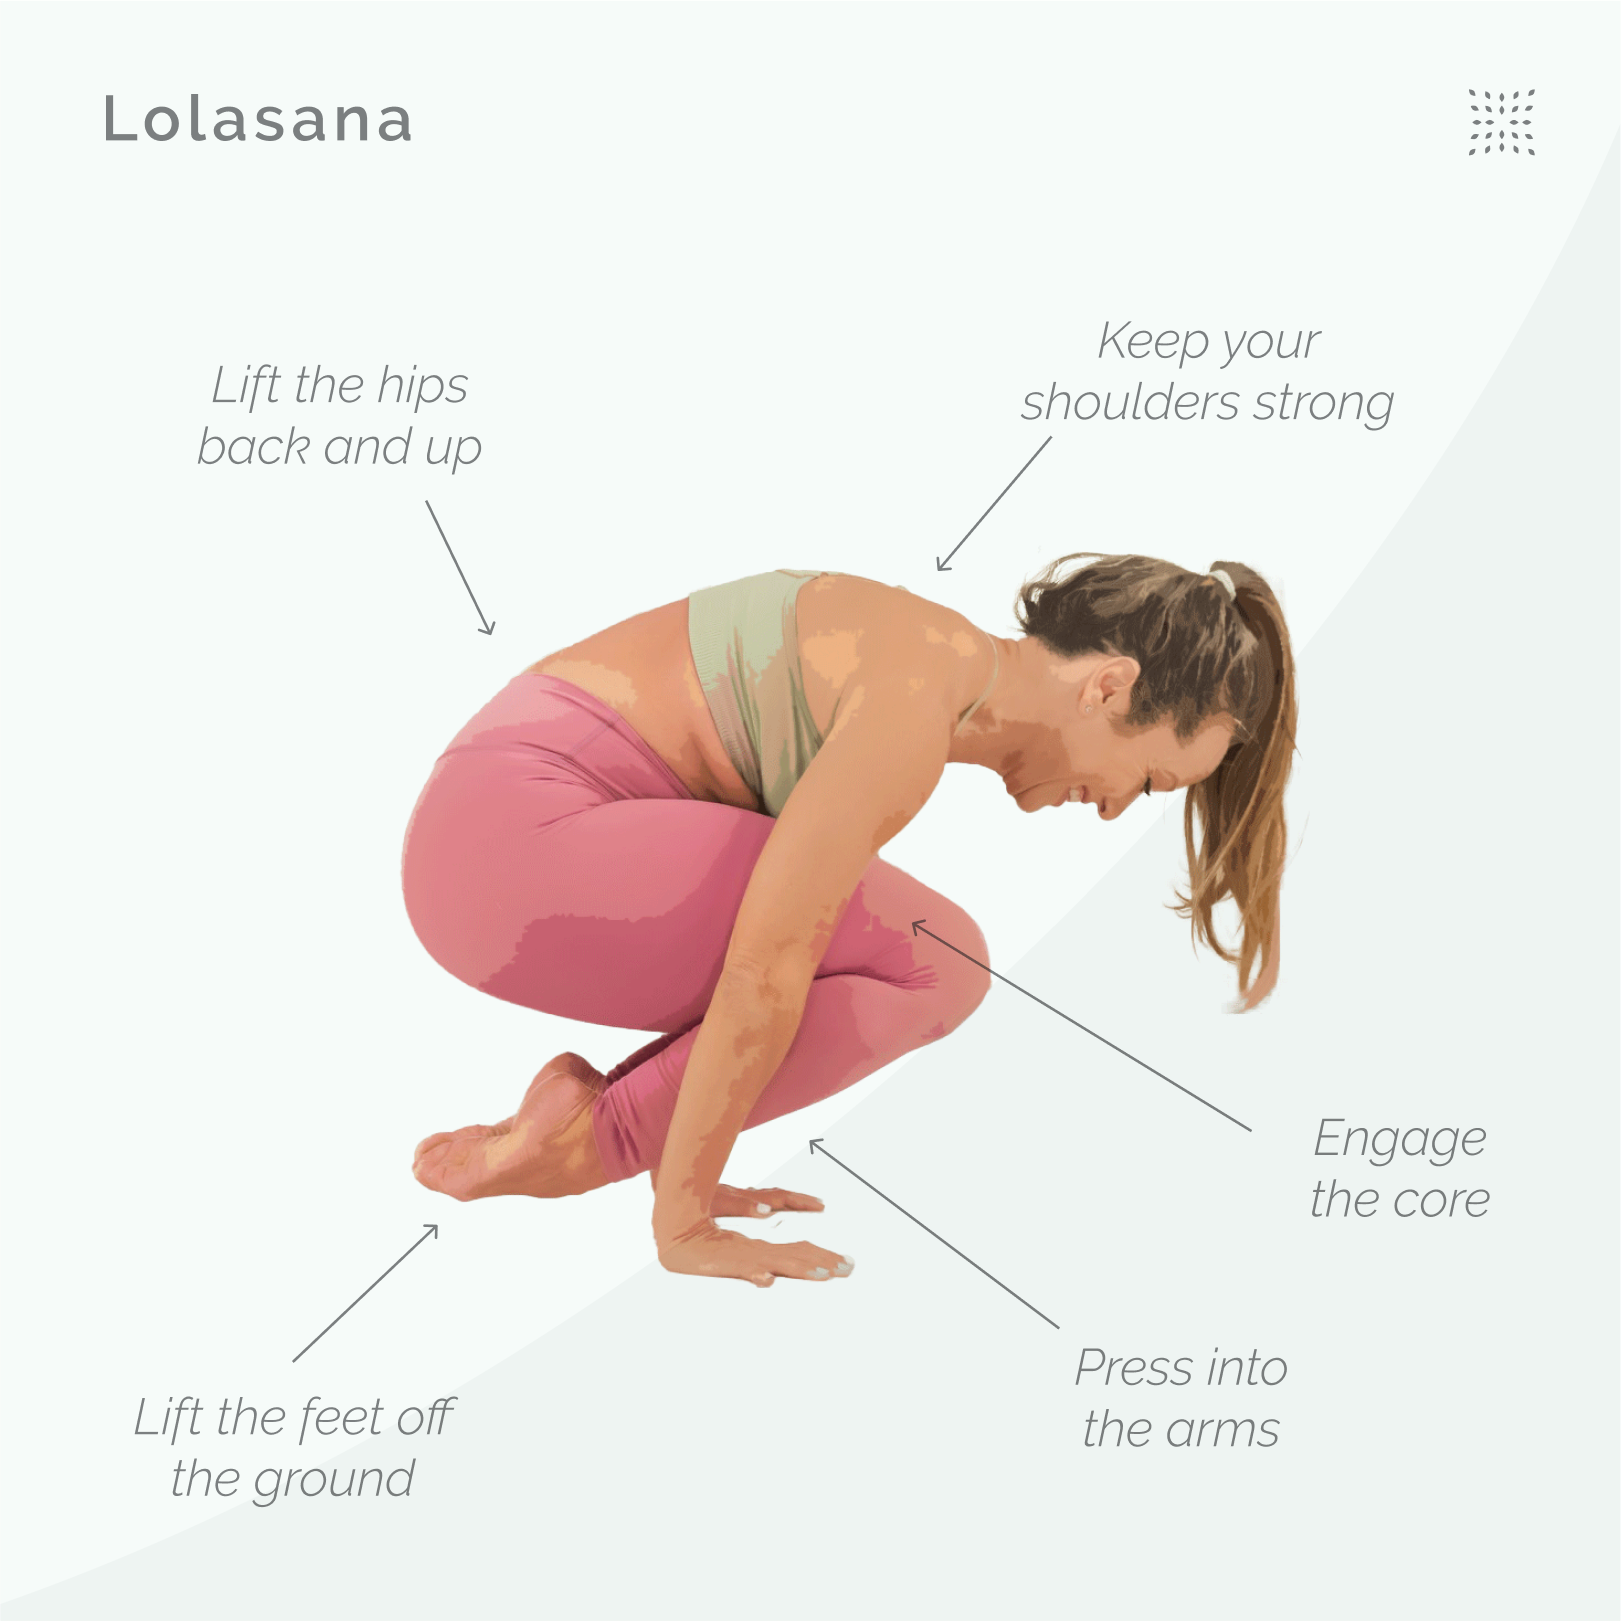 Lolasana
Lift the hips
back and up
Keep your
shoulders strong
Engage
the core
Press into
the arms
Lift the feet off
the ground